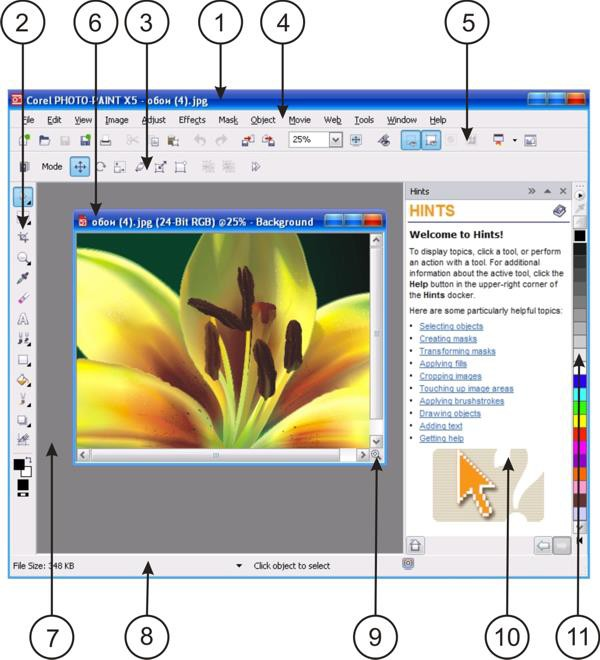 2
6
3
1
4
5
Corel PHOTO-PAINT X5 - обои (4).jpg
File Edit View Image Adjust Effects Mask Object Movie Web Tools Window Help
25%
Mode
Hints
HINTS
Welcome to Hints!
To display topics, click a tool, or perform
an action with a tool. For additional
information about the active tool, click the
Help button in the upper-right corner of
the Hints docker.
Here are some particularly helpful topics:
• Selecting objects
• Creating masks
• Transforming masks
• Applying fills
• Cropping images
• Touching up image areas
• Applying brushstrokes
• Drawing objects
• Adding text
• Getting help
обои (4).jpg (24-Bit RGB) @25% - Background
A
?
File Size: 348 KB
Click object to select
7
8
9
10
11